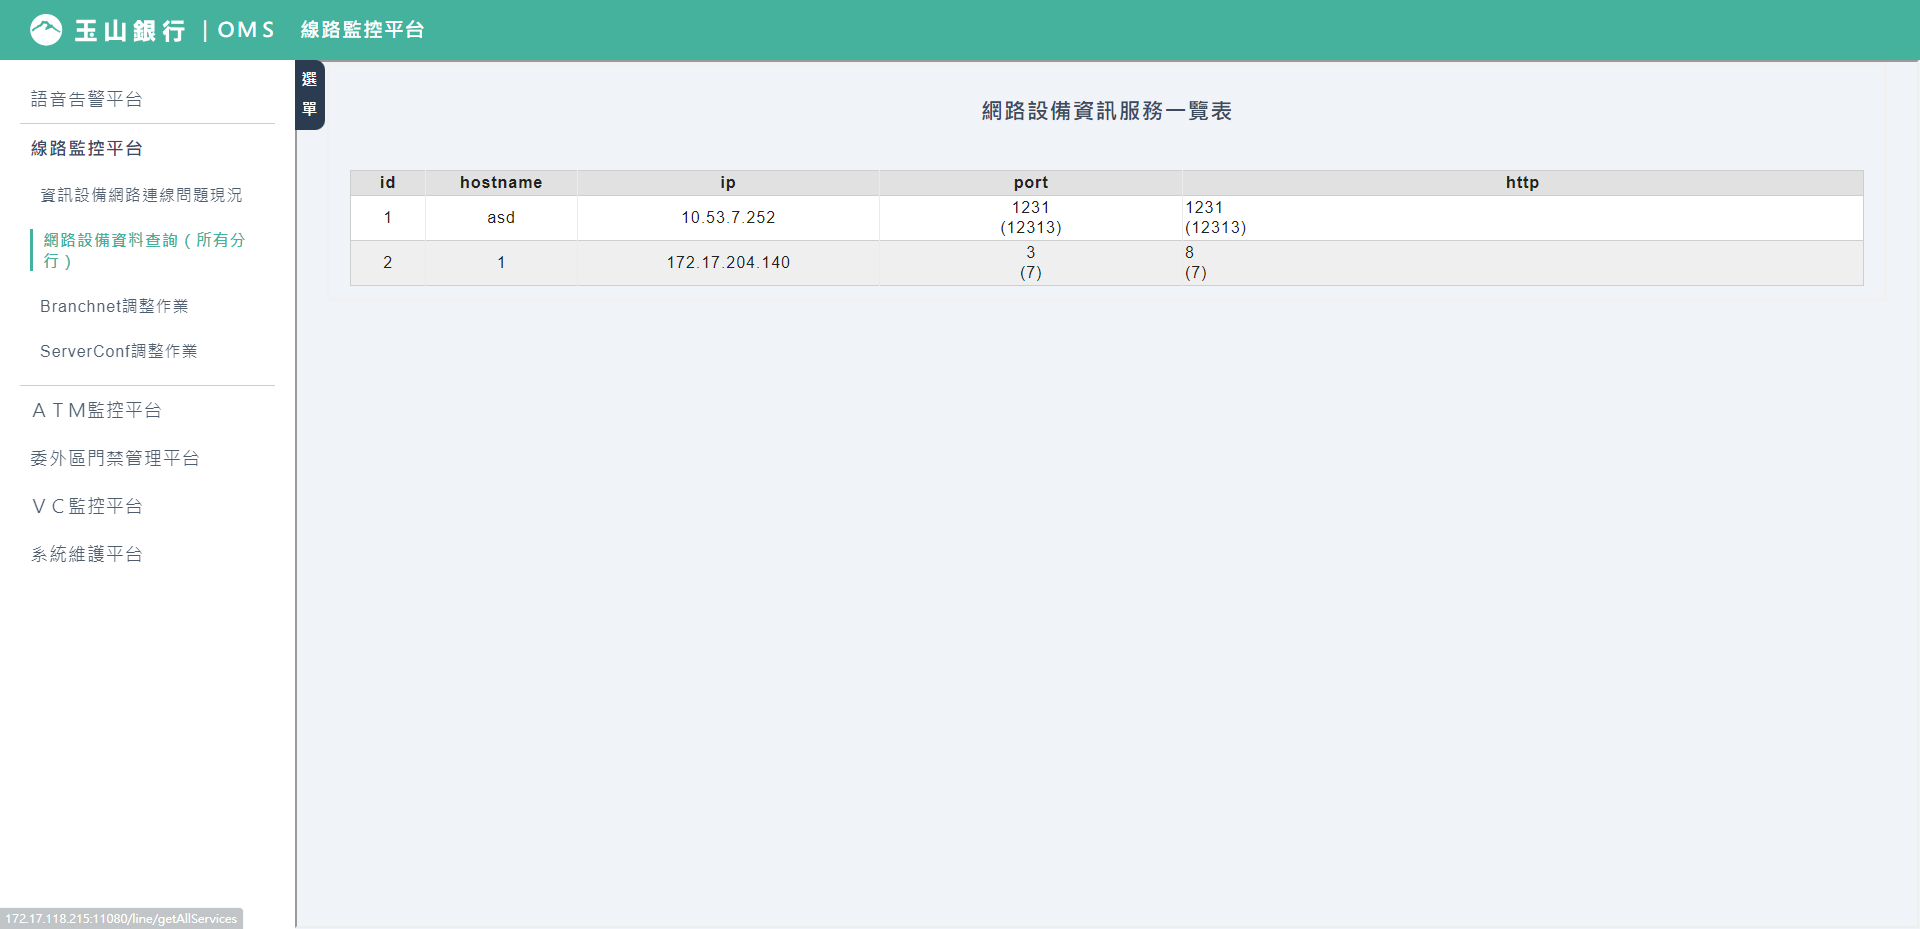 玉山銀行 | OMS 線路監控平台
選單
語音告警平台
線路監控平台
資訊設備網路連線問題現況
網路設備資料查詢（所有分
行）
Branchnet調整作業
ServerConf調整作業
ＡＴＭ監控平台
委外區門禁管理平台
ＶＣ監控平台
系統維護平台
網路設備資訊服務一覽表
id hostname ip port http
1 asd 10.53.7.252 1231 (12313) 1231 (12313)
2 1 172.17.204.140 3 (7) 8 (7)
172.17.118.215:11080/line/getAllServices